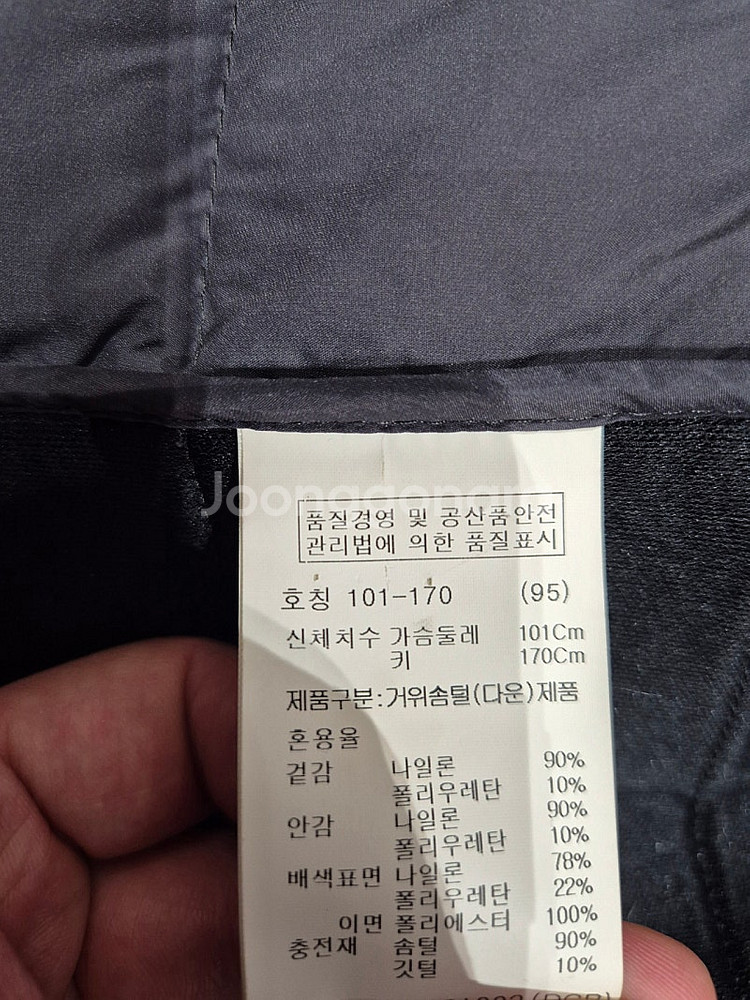 Joonggonara
품질경영 및 공산품안전
관리법에 의한 품질표시
호칭 101-170 (95)
신체치수 가슴둘레 101Cm
키 170Cm
제품구분:거위솜털(다운)제품
혼용율
겉감 나일론 90%
폴리우레탄 10%
안감 나일론 90%
폴리우레탄 10%
배색표면 나일론 78%
폴리우레탄 22%
이면 폴리에스터 100%
충전재 솜털 90%
깃털 10%